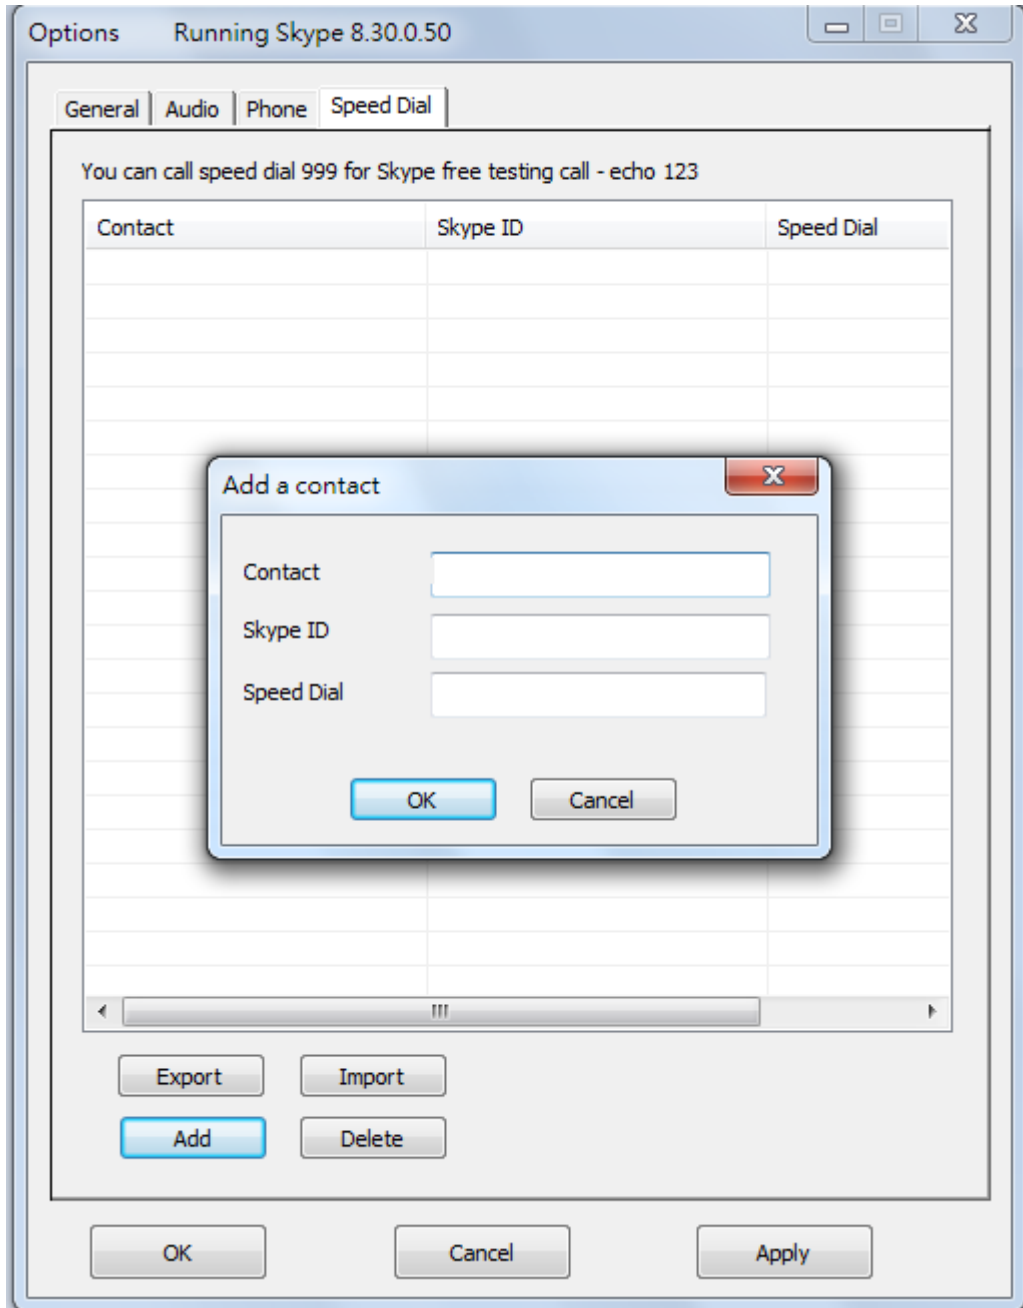 Options Running Skype 8.30.0.50
General Audio Phone Speed Dial
You can call speed dial 999 for Skype free testing call - echo 123
Contact Skype ID Speed Dial
Add a contact
Contact
Skype ID
Speed Dial
OK Cancel
Export Import
Add Delete
OK Cancel Apply